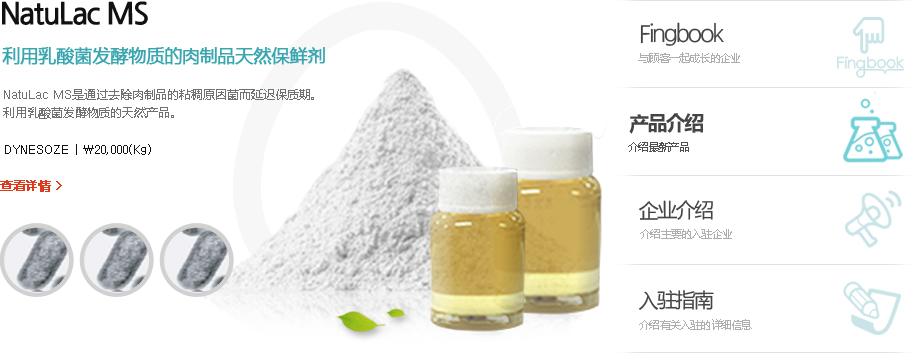 NatuLac MS
利用乳酸菌发酵物质的肉制品天然保鲜剂
NatuLac MS是通过去除肉制品的粘稠原因菌而延迟保质期。
利用乳酸菌发酵物质的天然产品。
DYNESOZE | ₩20,000(Kg)
查看详情 >
Fingbook
与顾客一起成长的企业
Fingbook
产品介绍
介绍最新产品
企业介绍
介绍主要的入驻企业
入驻指南
介绍有关入驻的详细信息